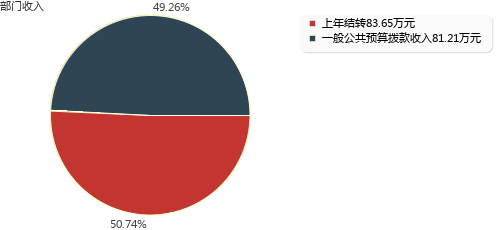 部门收入
49.26%
上年结转83.65万元
一般公共预算拨款收入81.21万元
50.74%